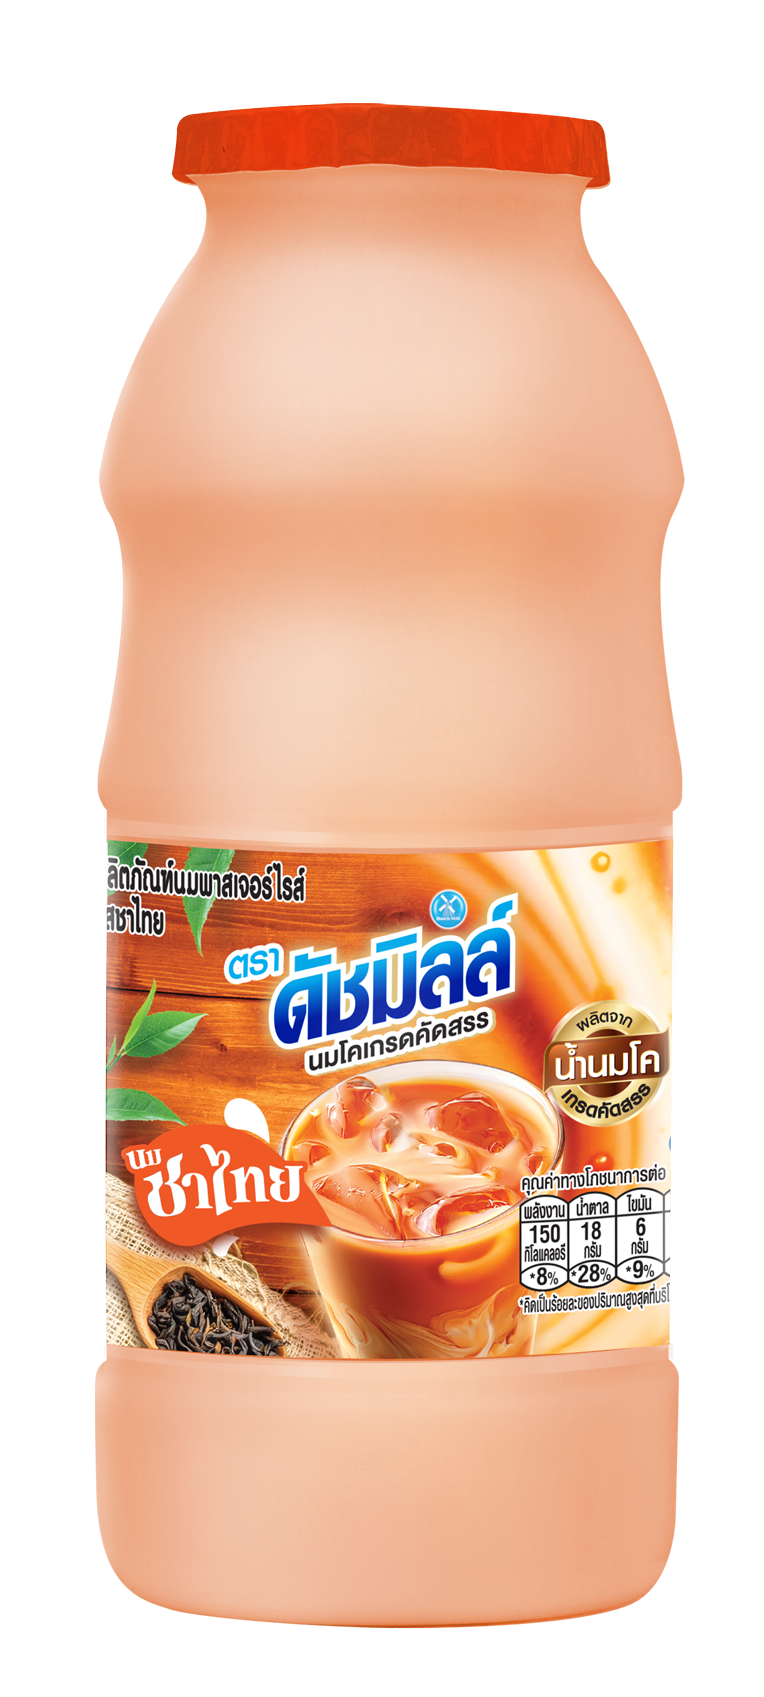 ลิตภัณฑ์นมพาสเจอร์ไรส์
สชาไทย
Dutch Mill
ตรา
ดัชมิลล์
นมโคเกรดคัดสรร
ผลิตจาก
น้ำนมโค
เกรดคัดสรร
นม
ชาไทย
คุณค่าทางโภชนาการต่อ
พลังงาน น้ำตาล ไขมัน
150 18 6
กิโลแคลอรี กรัม กรัม
*8% *28% *9%
*คิดเป็นร้อยละของปริมาณสูงสุดที่บริโ